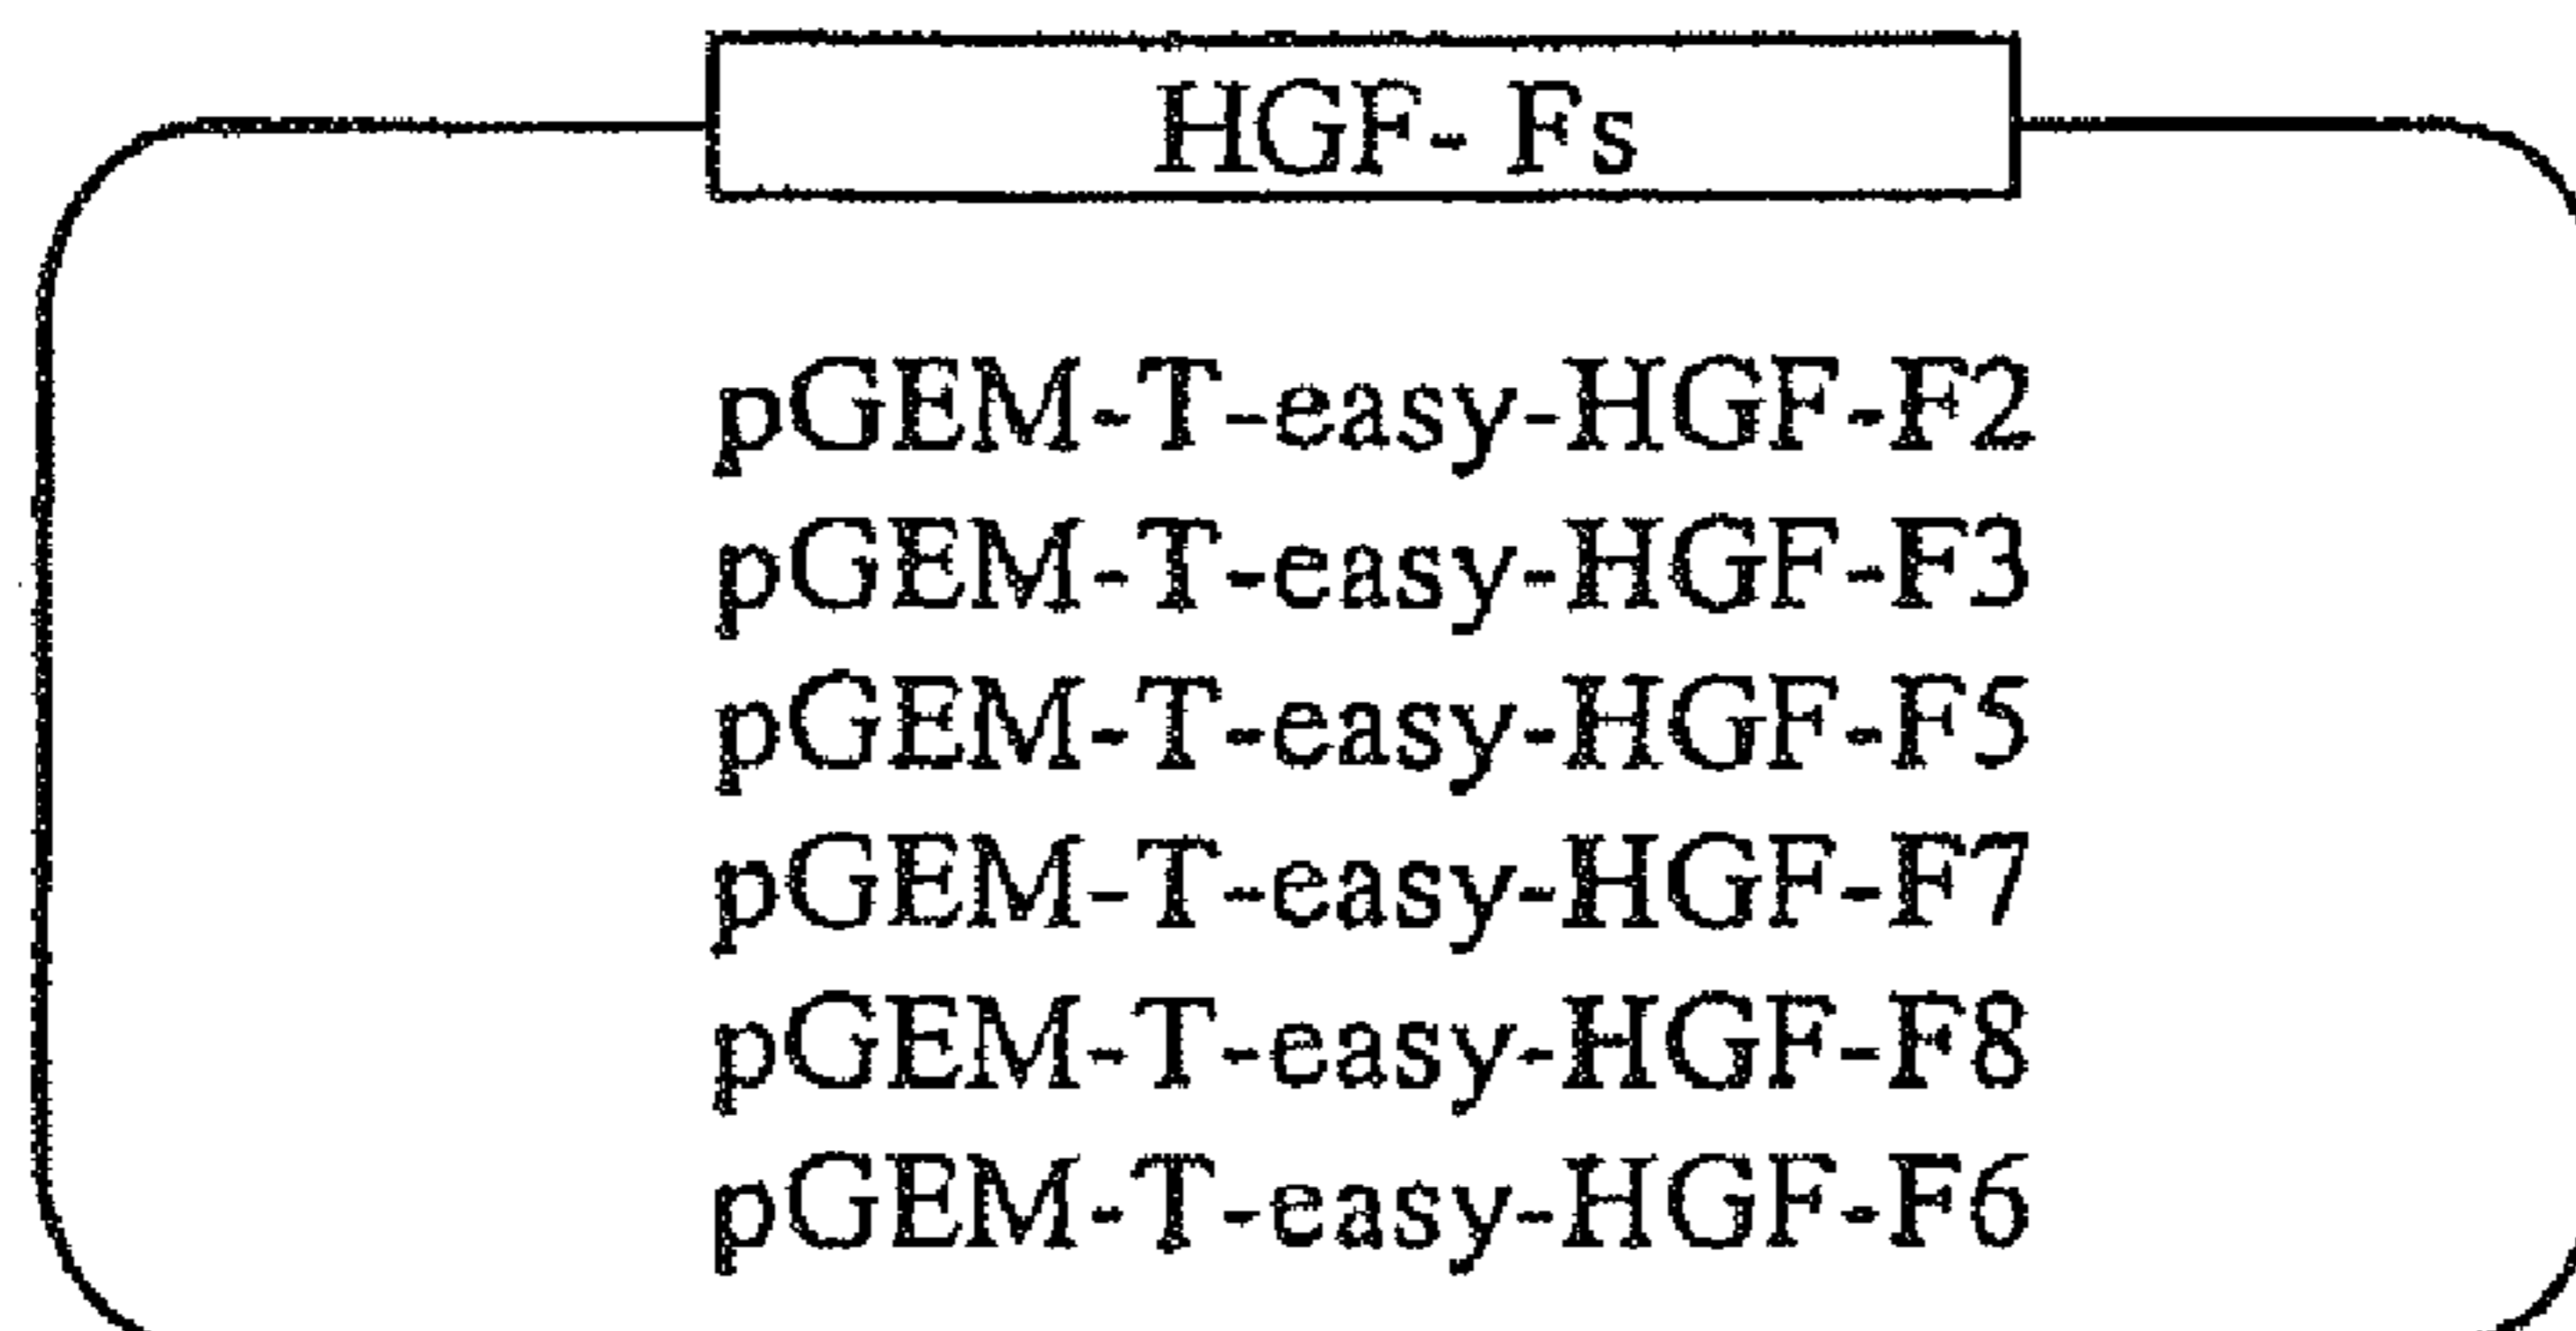 HGF- Fs
pGEM-T-easy-HGF-F2
pGEM-T-easy-HGF-F3
pGEM-T-easy-HGF-F5
pGEM-T-easy-HGF-F7
pGEM-T-easy-HGF-F8
pGEM-T-easy-HGF-F6